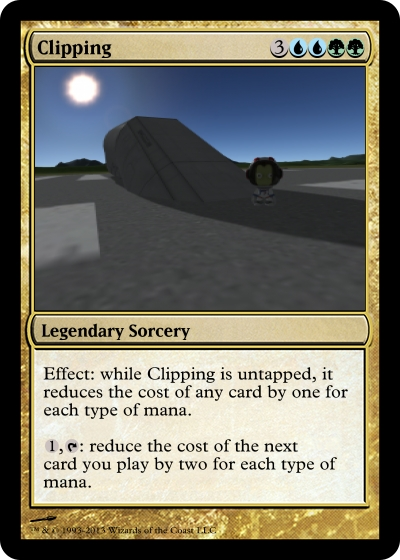 Clipping 3
Legendary Sorcery
Effect: while Clipping is untapped, it
reduces the cost of any card by one for
each type of mana.
1, : reduce the cost of the next
card you play by two for each type of
mana.
™ & © 1993-2013 Wizards of the Coast LLC